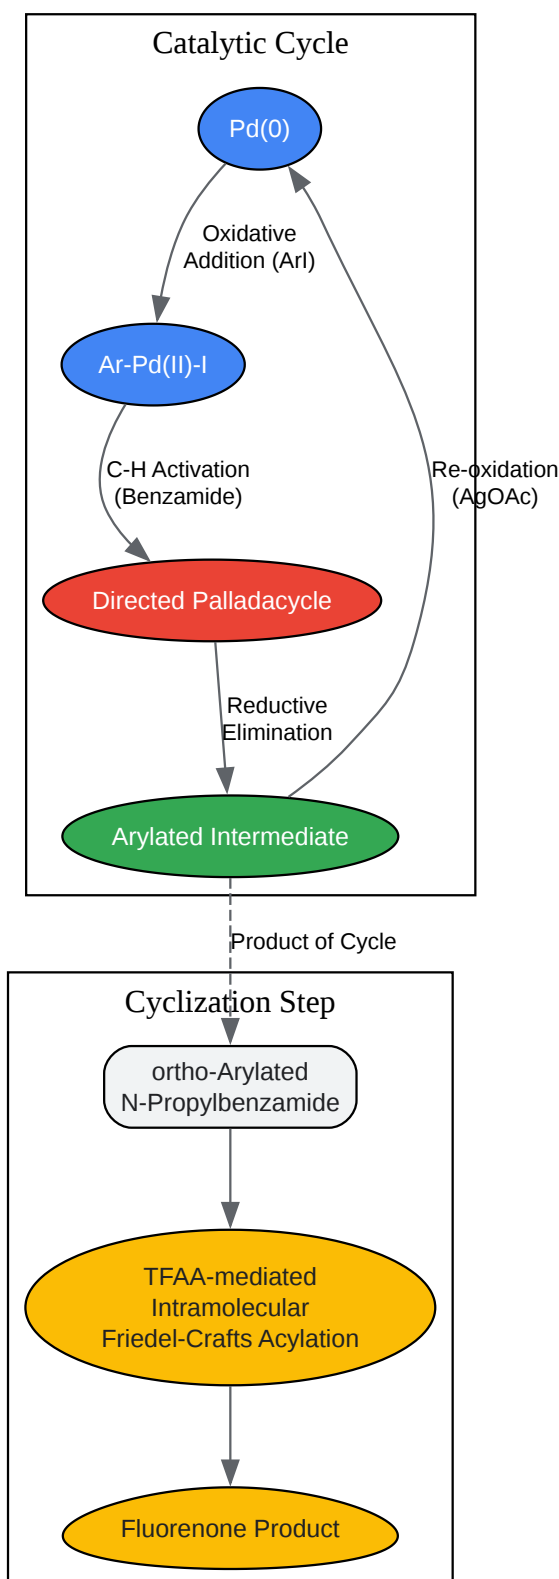 Catalytic Cycle
Pd(0)
Oxidative
Addition (ArI)
Ar-Pd(II)-I
C-H Activation
(Benzamide)
Re-oxidation
(AgOAc)
Directed Palladacycle
Reductive
Elimination
Arylated Intermediate
Product of Cycle
Cyclization Step
ortho-Arylated
N-Propylbenzamide
TFAA-mediated
Intramolecular
Friedel-Crafts Acylation
Fluorenone Product